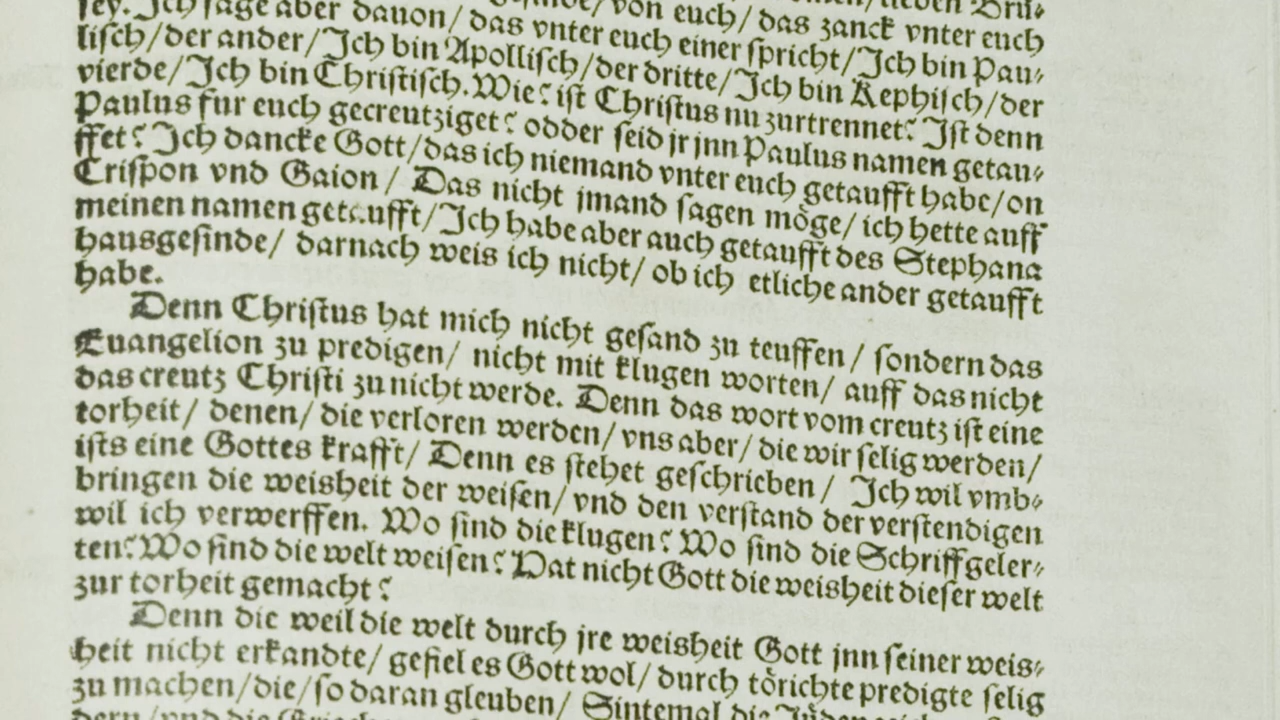 von euch/ das zanck vnter euch
sey. Ich sage aber dauon/ das vnter euch einer spricht/ Ich bin Pau⸗
lisch/ der ander/ Ich bin Apollisch/ der dritte/ Ich bin Kephisch/ der
vierde/ Ich bin Christisch. Wie? ist Christus nu zurtrennet? Ist denn
Paulus fur euch gecreutziget? odder seid jr jnn Paulus namen getau⸗
ffet? Ich dancke Gott/ das ich niemand vnter euch getaufft habe/ on
Crispon vnd Gaion/ Das nicht jmand sagen möge/ ich hette auff
meinen namen getaufft/ Ich habe aber auch getaufft des Stephana
hausgesinde/ darnach weis ich nicht/ ob ich etliche ander getaufft
habe.
Denn Christus hat mich nicht gesand zu teuffen/ sondern das
Euangelion zu predigen/ nicht mit klugen worten/ auff das nicht
das creutz Christi zu nicht werde. Denn das wort vom creutz ist eine
torheit/ denen/ die verloren werden/ vns aber/ die wir selig werden/
ists eine Gottes krafft/ Denn es stehet geschrieben/ Ich wil vmb⸗
bringen die weisheit der weisen/ vnd den verstand der verstendigen
wil ich verwerffen. Wo sind die klugen? Wo sind die Schriffgeler⸗
ten? Wo sind die welt weisen? Hat nicht Gott die weisheit dieser welt
zur torheit gemacht?
Denn die weil die welt durch jre weisheit Gott jnn seiner weis⸗
heit nicht erkandte/ gefiel es Gott wol/ durch törichte predigte selig
zu machen/ die/ so daran gleuben/ Sintemal die Jüden